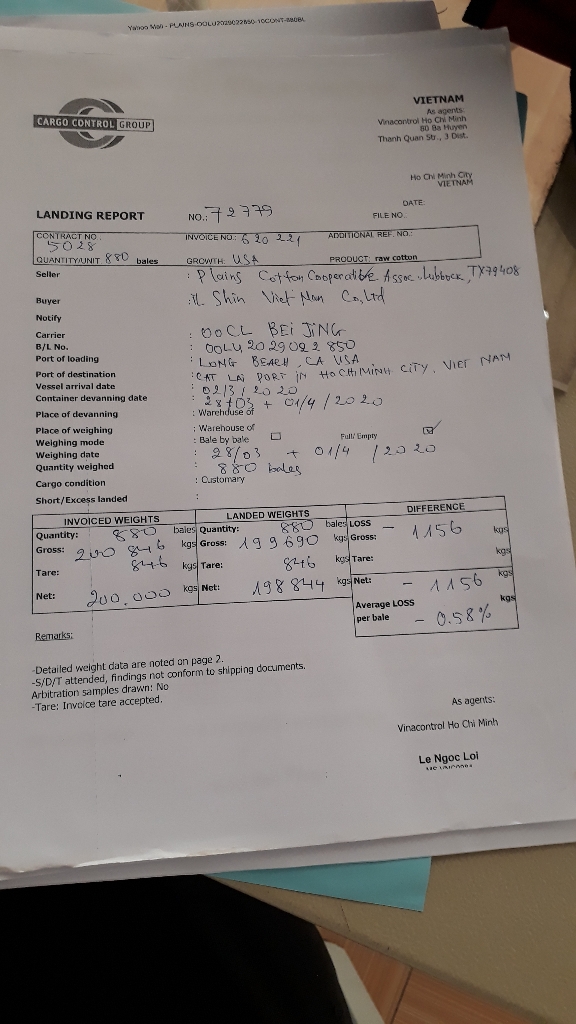 Yahoo Mail - PLAINS-OOLU2029022850-10CONT-880BL
CARGO CONTROL GROUP
VIETNAM
As agents:
Vinacontrol Ho Chi Minh
80 Ba Huyen
Thanh Quan Str., 3 Dist.
Ho Chi Minh City
VIETNAM
DATE:
LANDING REPORT NO.: 72779 FILE NO.
CONTRACT NO. 5028 INVOICE NO.: 620221 ADDITIONAL REF. NO.:
QUANTITY/UNIT: 880 bales GROWTH: USA PRODUCT: raw cotton
Seller : Plains Cotton Cooperative Assoc. Lubbock, TX79408
Buyer : IL Shin Viet Nam Co, Ltd
Notify
Carrier : OOCL BEIJING
B/L No. : OOLU 2029022850
Port of loading : LONG BEACH, CA USA
Port of destination : CAT LAI PORT IN HOCHIMINH CITY, VIET NAM
Vessel arrival date : 02/3/2020
Container devanning date : 28/03 + 01/4/2020
Place of devanning : Warehouse of
Place of weighing : Warehouse of
Weighing mode : Bale by bale ☐ Full/Empty ☑
Weighing date : 28/03 + 01/4/2020
Quantity weighed : 880 bales
Cargo condition : Customary
Short/Excess landed :
INVOICED WEIGHTS LANDED WEIGHTS DIFFERENCE
Quantity: 880 bales Quantity: 880 bales LOSS
Gross: 200 846 kgs Gross: 199690 kgs Gross: - 1156 kgs
Tare: 846 kgs Tare: 846 kgs Tare: kgs
Net: 200.000 kgs Net: 198844 kgs Net: - 1156 kgs
Average LOSS kgs
per bale - 0.58%
Remarks:
-Detailed weight data are noted on page 2.
-S/D/T attended, findings not conform to shipping documents.
Arbitration samples drawn: No
-Tare: Invoice tare accepted.
As agents:
Vinacontrol Ho Chi Minh
Le Ngoc Loi